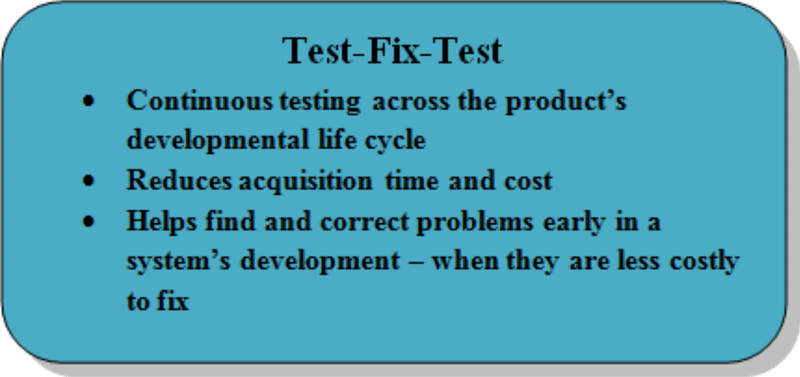 Test-Fix-Test
• Continuous testing across the product’s
developmental life cycle
• Reduces acquisition time and cost
• Helps find and correct problems early in a
system’s development – when they are less costly
to fix